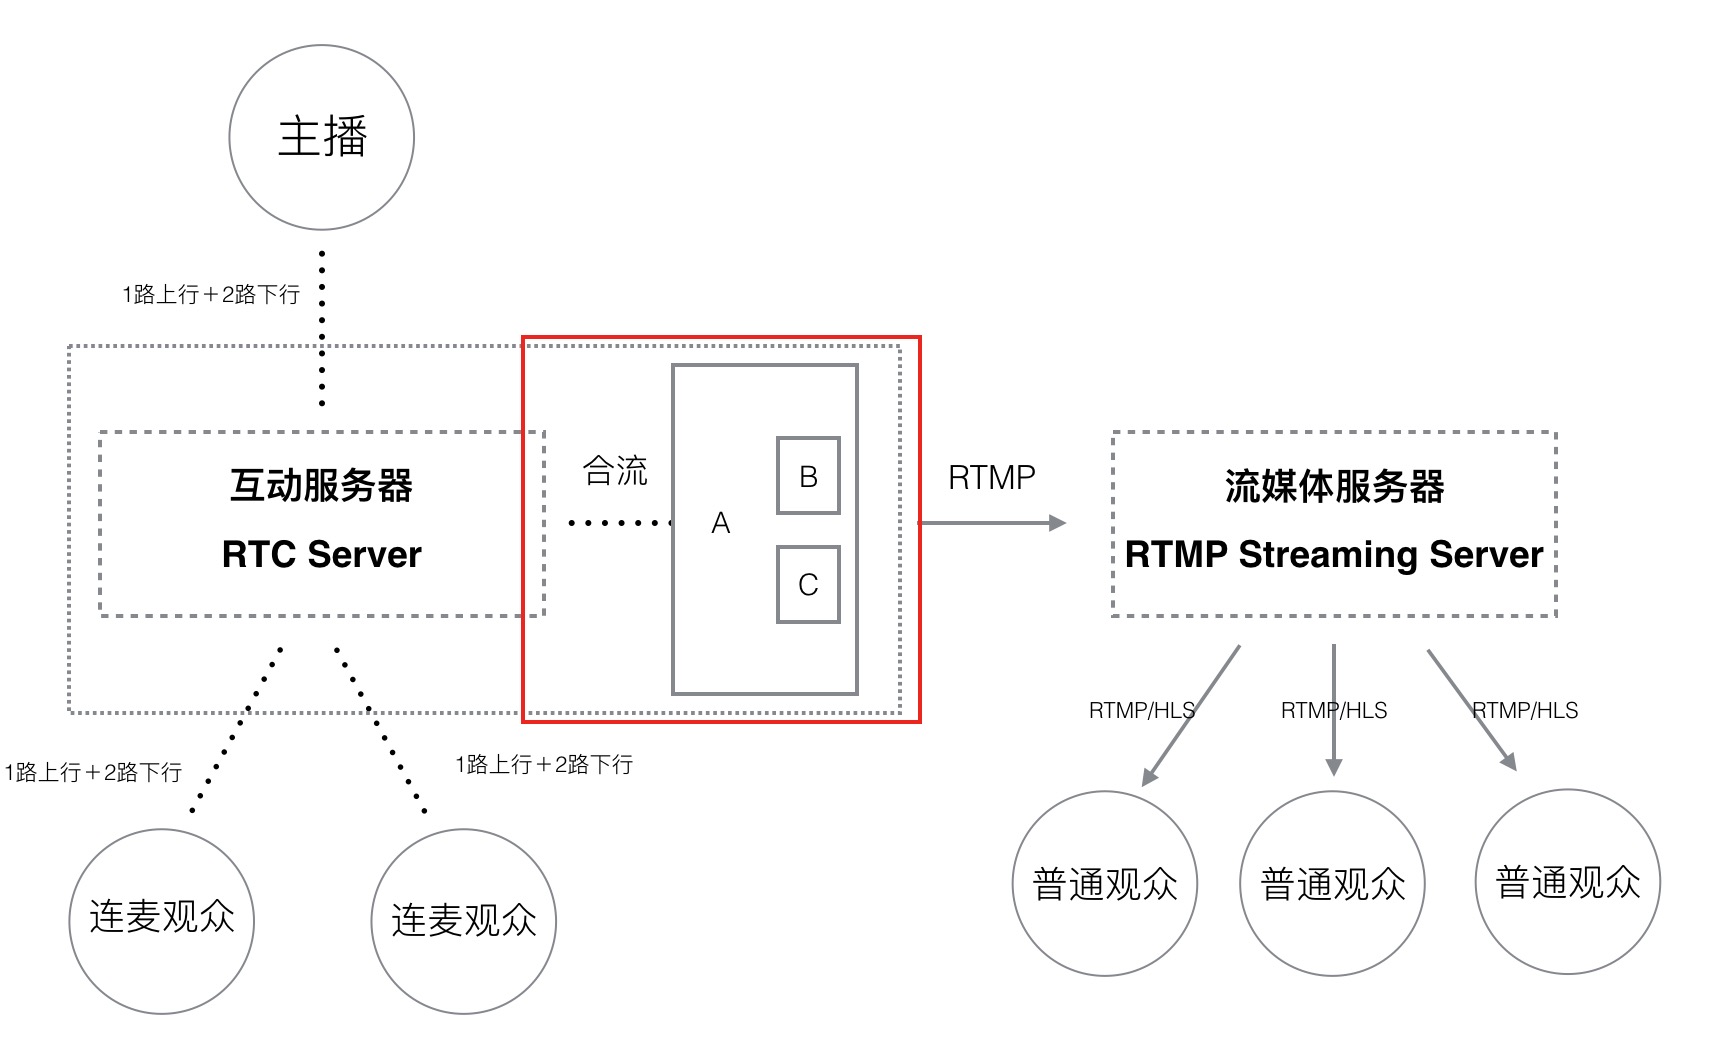 主播
1路上行+2路下行
互动服务器
RTC Server
合流
A
B
C
RTMP
流媒体服务器
RTMP Streaming Server
1路上行+2路下行
1路上行+2路下行
RTMP/HLS
RTMP/HLS
RTMP/HLS
连麦观众
连麦观众
普通观众
普通观众
普通观众